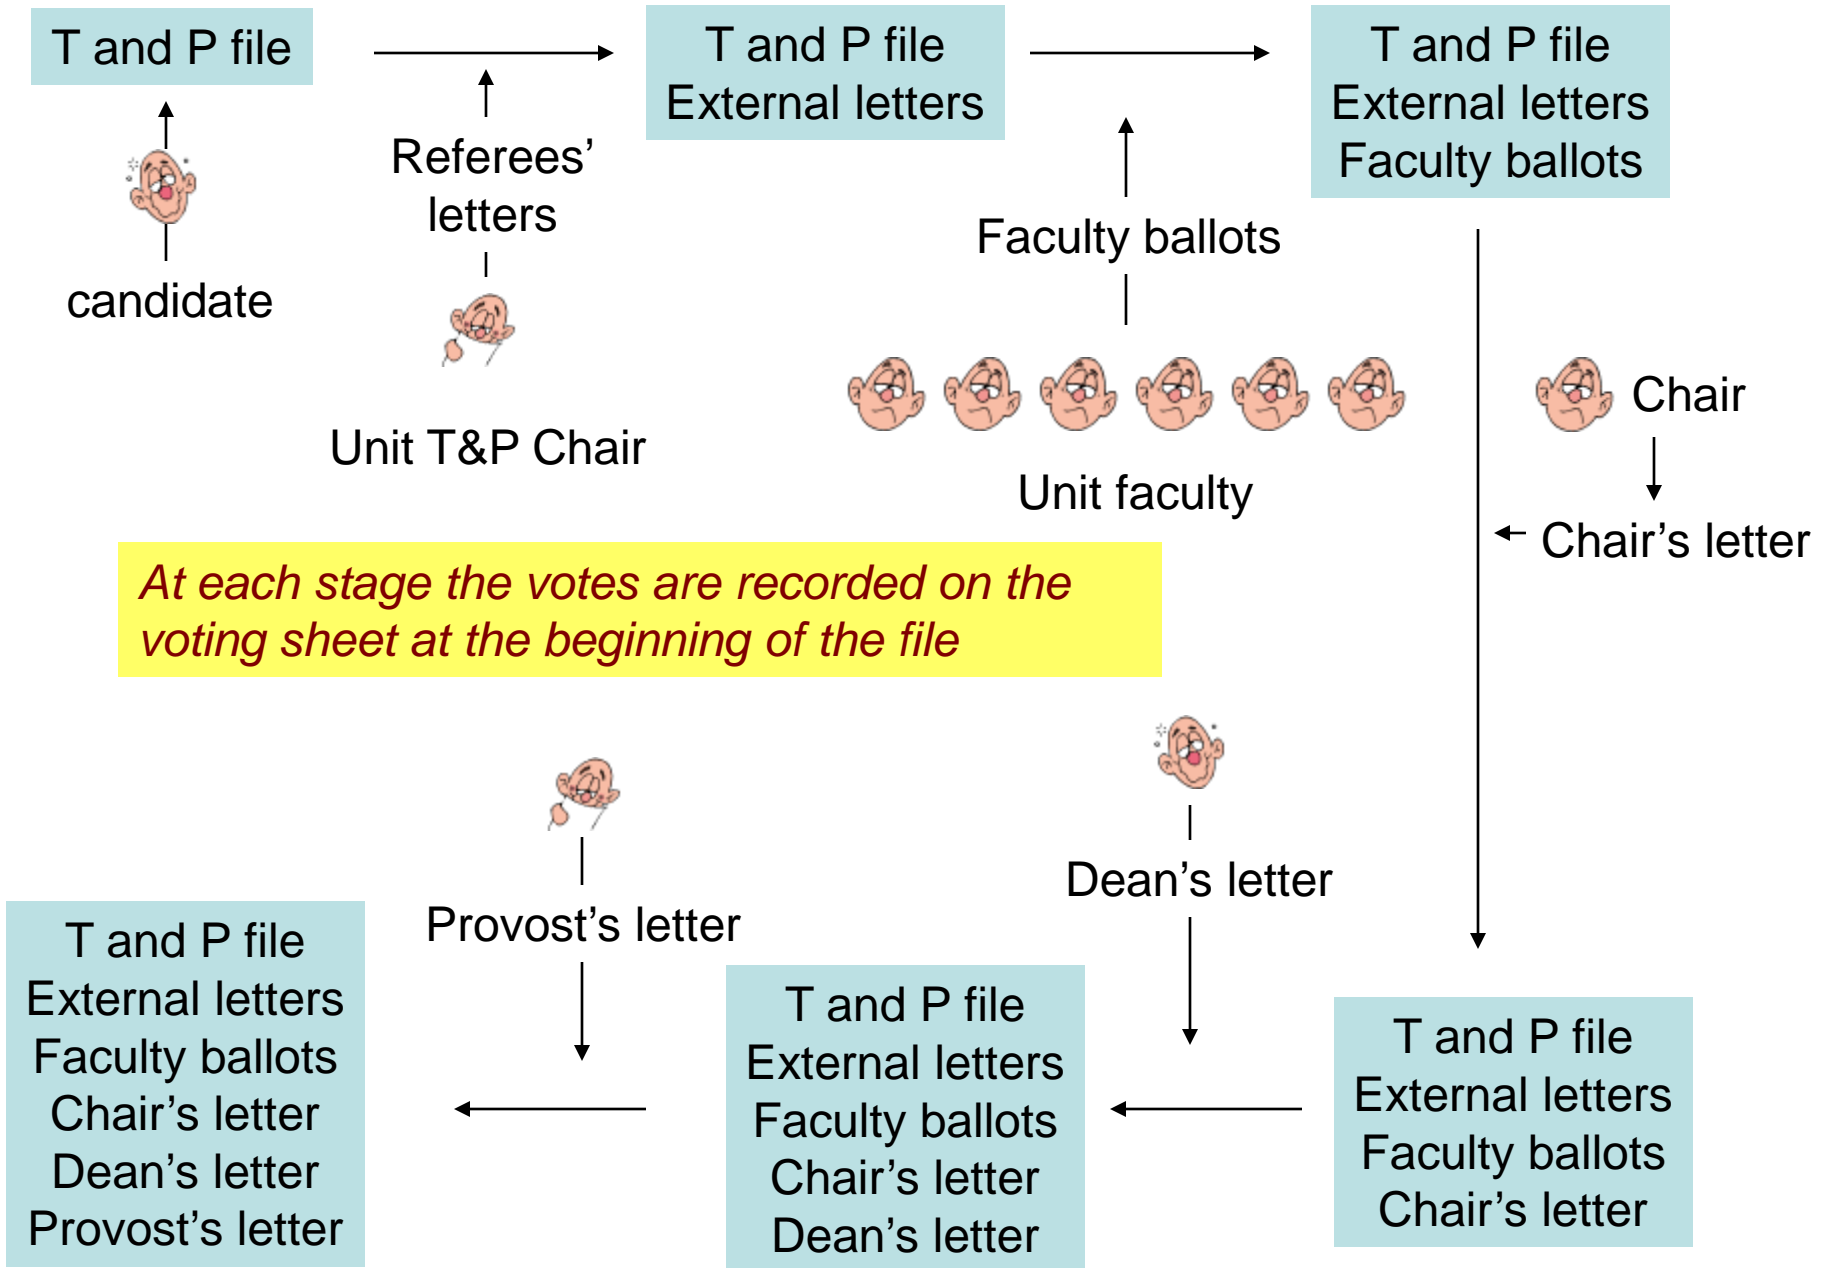 T and P file
T and P file
External letters
T and P file
External letters
Faculty ballots
candidate
Referees’
letters
Unit T&P Chair
Faculty ballots
Unit faculty
Chair
Chair’s letter
At each stage the votes are recorded on the
voting sheet at the beginning of the file
Dean’s letter
Provost’s letter
T and P file
External letters
Faculty ballots
Chair’s letter
T and P file
External letters
Faculty ballots
Chair’s letter
Dean’s letter
T and P file
External letters
Faculty ballots
Chair’s letter
Dean’s letter
Provost’s letter